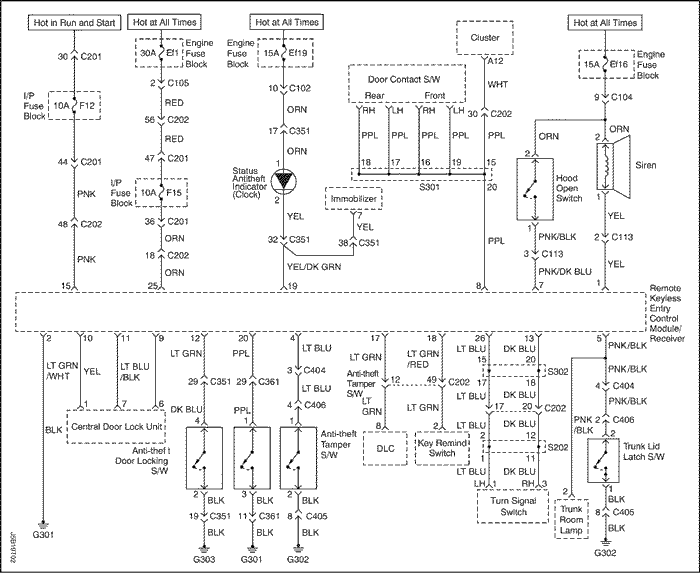 Hot in Run and Start
Hot at All Times
Hot at All Times
Hot at All Times
Cluster
A12
30 C201
30A Ef1
Engine
Fuse
Block
Engine
Fuse
Block
15A Ef19
Door Contact S/W
Rear Front
WHT
15A Ef16
Engine
Fuse
Block
I/P
Fuse
Block
10A F12
2 C105
RED
56 C202
RED
47 C201
10 C102
ORN
17 C351
ORN
RH LH RH LH
PPL PPL PPL PPL
30 C202
PPL
9 C104
ORN ORN
44 C201
PNK
48 C202
PNK
I/P
Fuse
Block
10A F15
36 C201
ORN
18 C202
ORN
Status
Antitheft
Indicator
(Clock)
1
2
YEL
32 C351
YEL/DK GRN
Immobilizer
7
YEL
38 C351
18 17 16 19 15
S301 20
PPL
2
Hood
Open
Switch
1
PNK/BLK
3 C113
PNK/DK BLU
2
Siren
1
YEL
2 C113
YEL
15 25 19 8 7 1
Remote
Keyless
Entry
Control
Module/
Receiver
2 10 11 9 12 20 4 17 18 26 13 5
LT GRN
/WHT
YEL
LT BLU
/BLK
1 7 6
Central Door Lock Unit
BLK
G301
LT GRN
29 C351
DK BLU
4
Anti-theft
Door Locking
S/W
2 BLK
19 C351
BLK
G303
PPL
29 C361
PPL
1
3 BLK
11 C361
BLK
G301
LT BLU
3 C404
LT BLU
4 C406
1
Anti-theft
Tamper
S/W
2 BLK
8 C405
BLK
G302
LT GRN
Anti-theft
Tamper
S/W
12
LT
GRN
8
DLC
LT GRN
/RED
49 C202
LT
GRN
2
Key Remind
Switch
LT BLU DK BLU
15 20
S302
17 18
LT BLU DK BLU
17 20 C202
LT BLU DK BLU
2 12
S202
1 11
LT BLU DK BLU
LH 1 RH 3
Turn Signal
Switch
PNK/BLK
PNK/BLK
4 C404
PNK
/BLK
2 C406
2
Trunk Lid
Latch S/W
1
BLK
8 C405
BLK
G302
2
Trunk
Room
Lamp